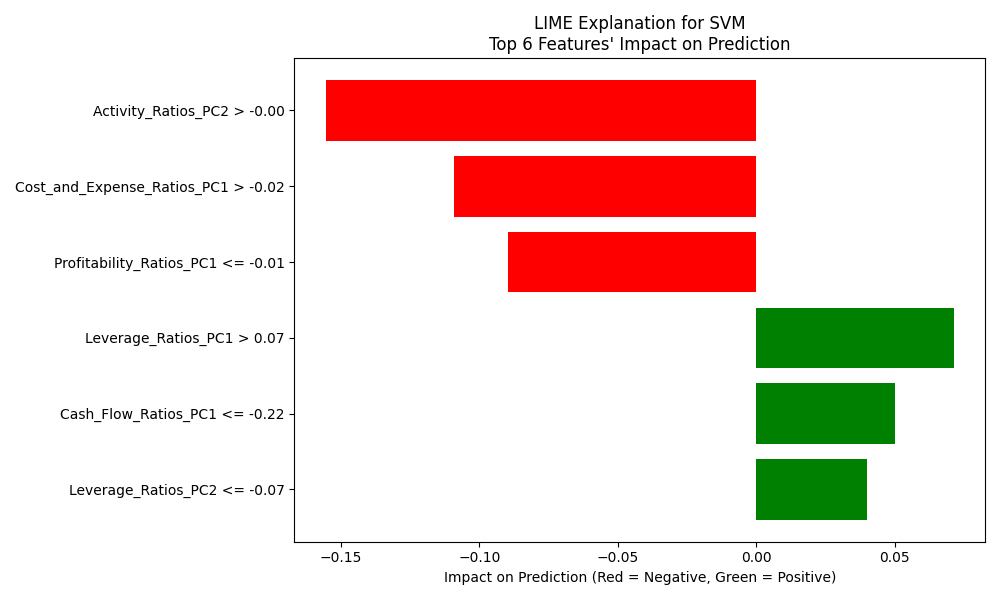 LIME Explanation for SVM
Top 6 Features' Impact on Prediction
Activity_Ratios_PC2 > -0.00
Cost_and_Expense_Ratios_PC1 > -0.02
Profitability_Ratios_PC1 <= -0.01
Leverage_Ratios_PC1 > 0.07
Cash_Flow_Ratios_PC1 <= -0.22
Leverage_Ratios_PC2 <= -0.07
−0.15 −0.10 −0.05 0.00 0.05
Impact on Prediction (Red = Negative, Green = Positive)